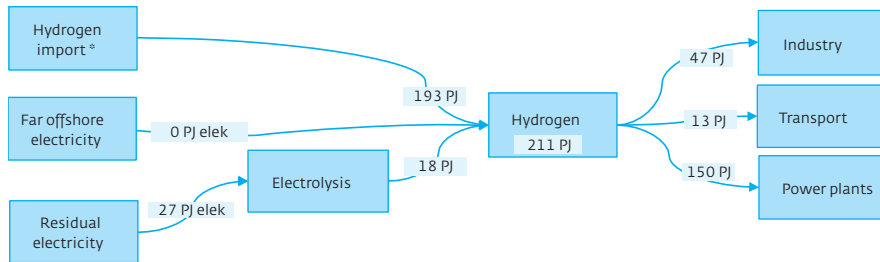 Hydrogen
import *
193 PJ
Far offshore
electricity
0 PJ elek
Residual
electricity
27 PJ elek
Electrolysis
18 PJ
Hydrogen
211 PJ
47 PJ
Industry
13 PJ
Transport
150 PJ
Power plants